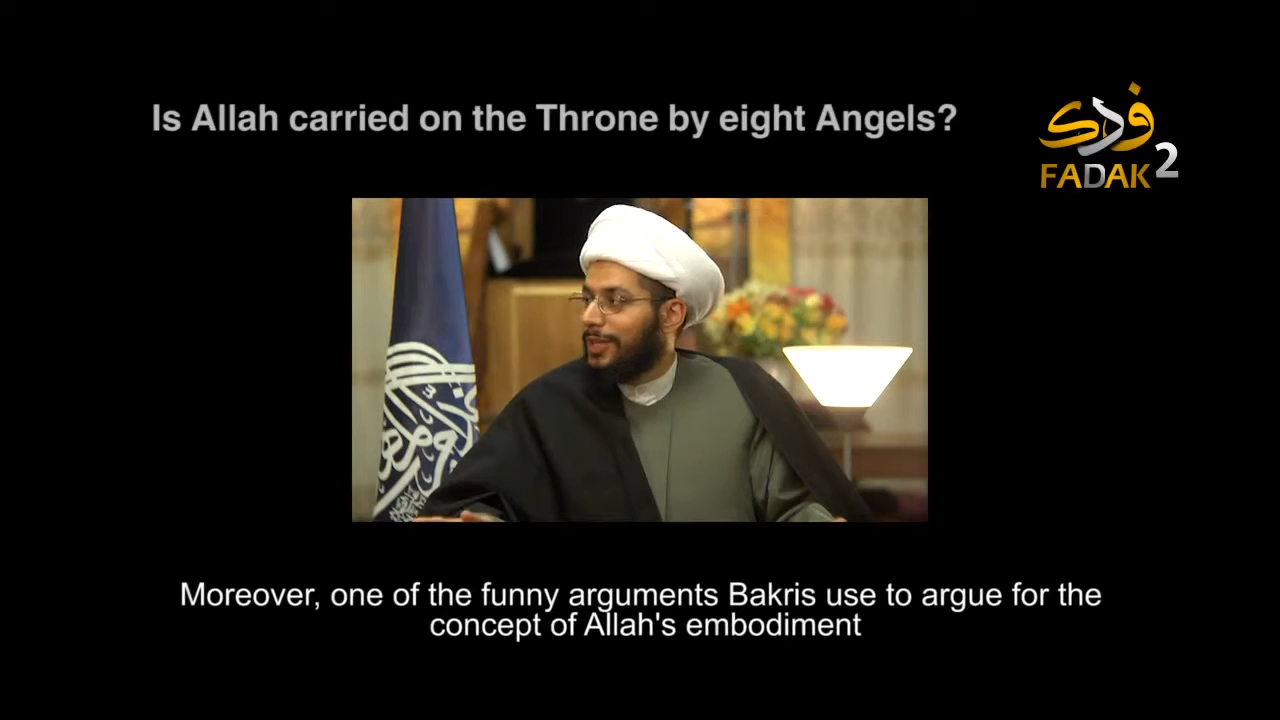 Is Allah carried on the Throne by eight Angels?
فدك
FADAK 2
Moreover, one of the funny arguments Bakris use to argue for the
concept of Allah's embodiment